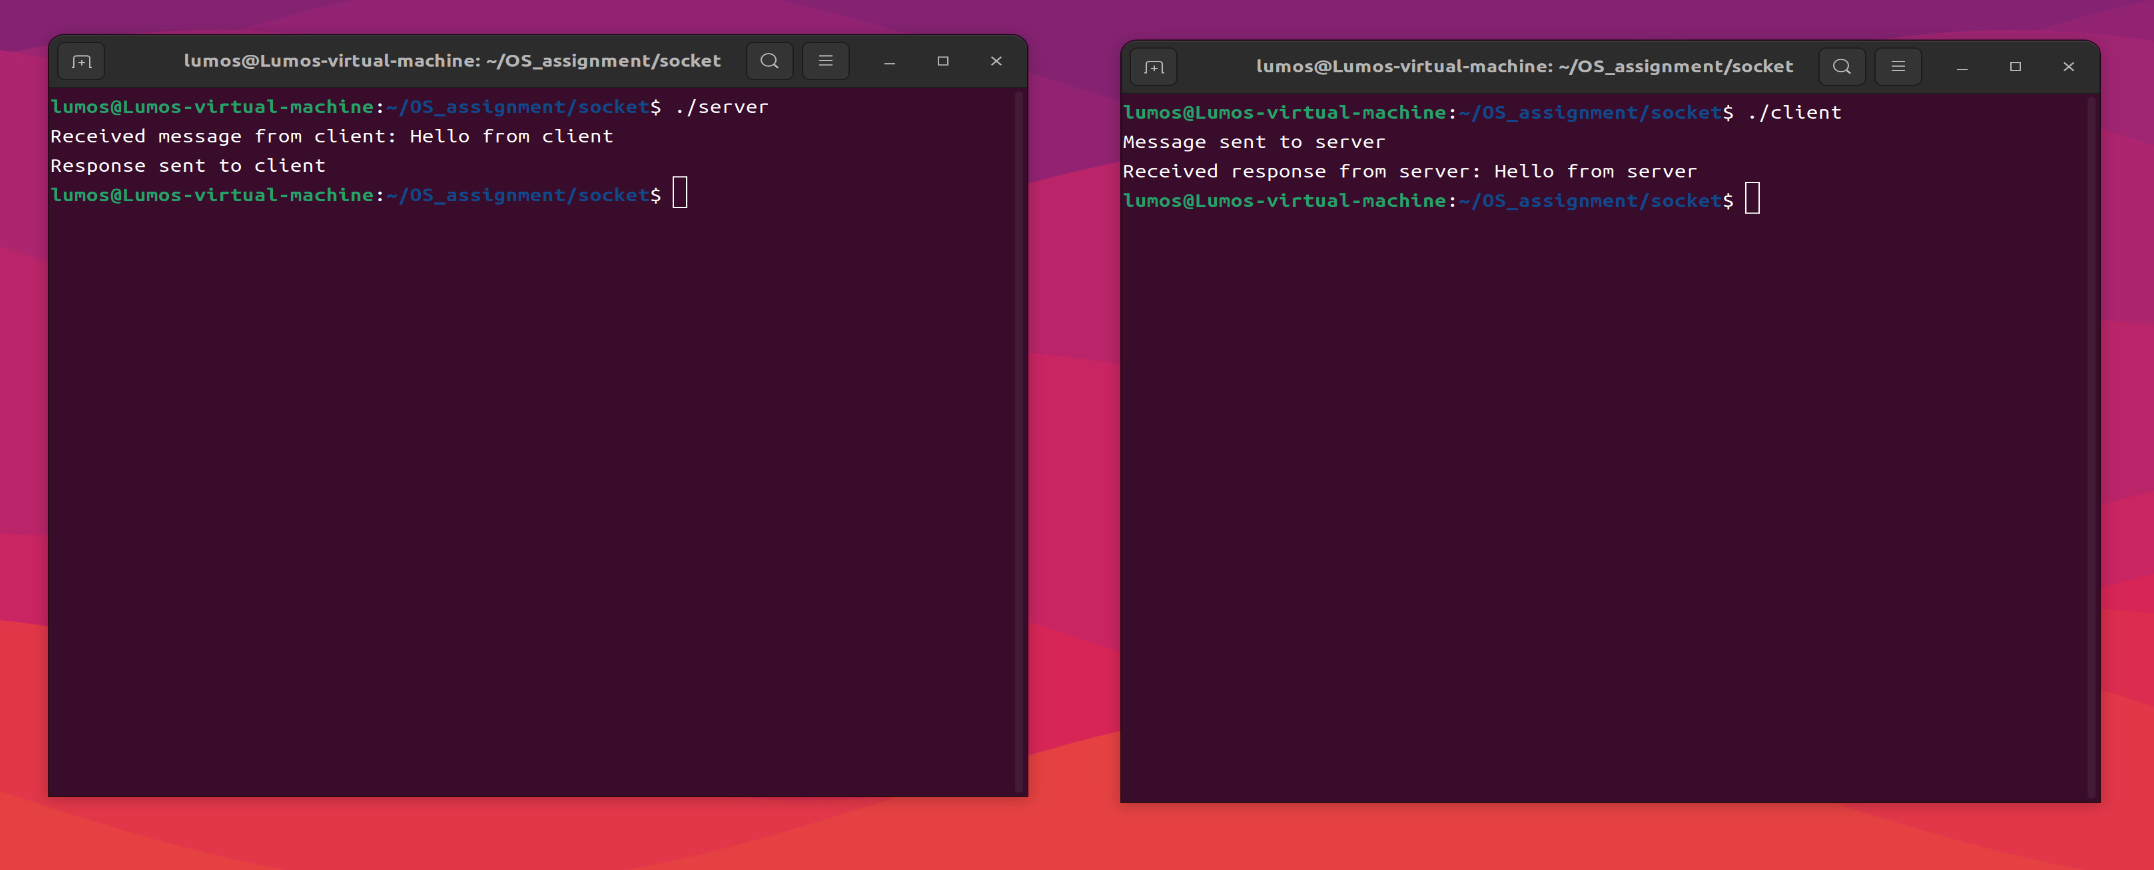 lumos@Lumos-virtual-machine: ~/OS_assignment/socket
lumos@Lumos-virtual-machine:~/OS_assignment/socket$ ./server
Received message from client: Hello from client
Response sent to client
lumos@Lumos-virtual-machine:~/OS_assignment/socket$
lumos@Lumos-virtual-machine: ~/OS_assignment/socket
lumos@Lumos-virtual-machine:~/OS_assignment/socket$ ./client
Message sent to server
Received response from server: Hello from server
lumos@Lumos-virtual-machine:~/OS_assignment/socket$